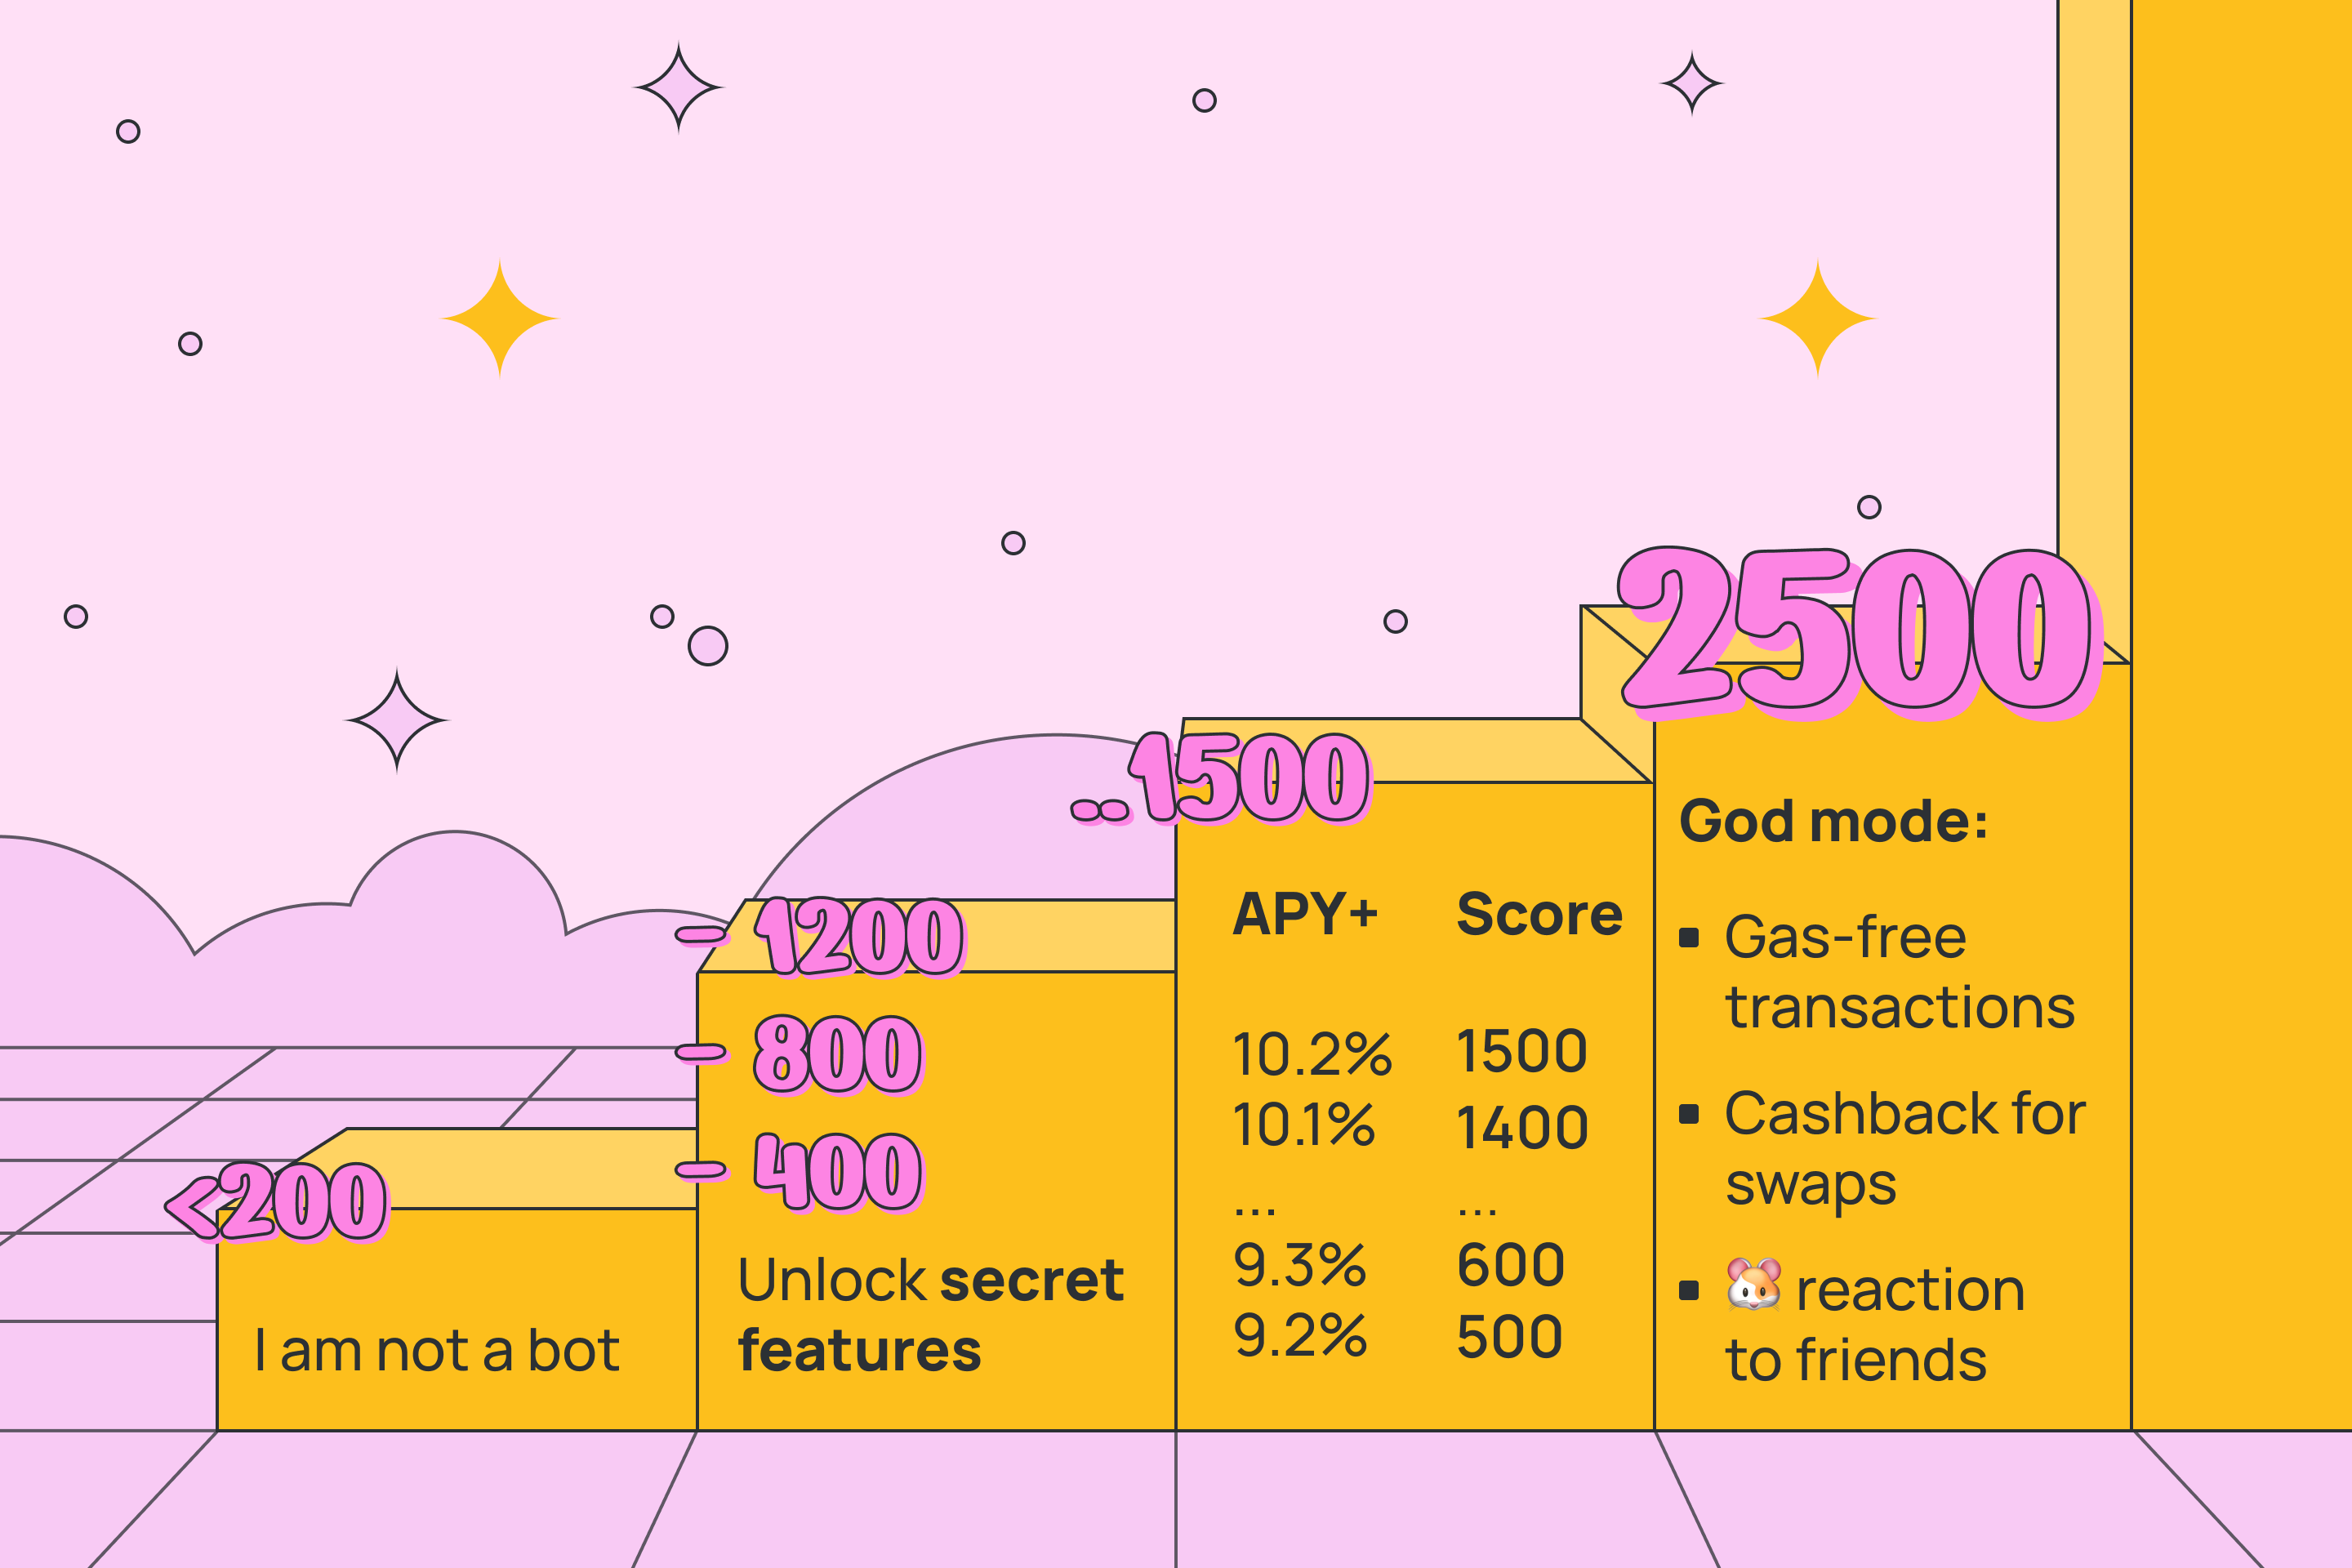 <200
I am not a bot
- 1200
- 800
- 400
Unlock secret
features
..1500
APY+ Score
10.2% 1500
10.1% 1400
... ...
9.3% 600
9.2% 500
2500
God mode:
▪ Gas-free
transactions
▪ Cashback for
swaps
▪ 🐹 reaction
to friends